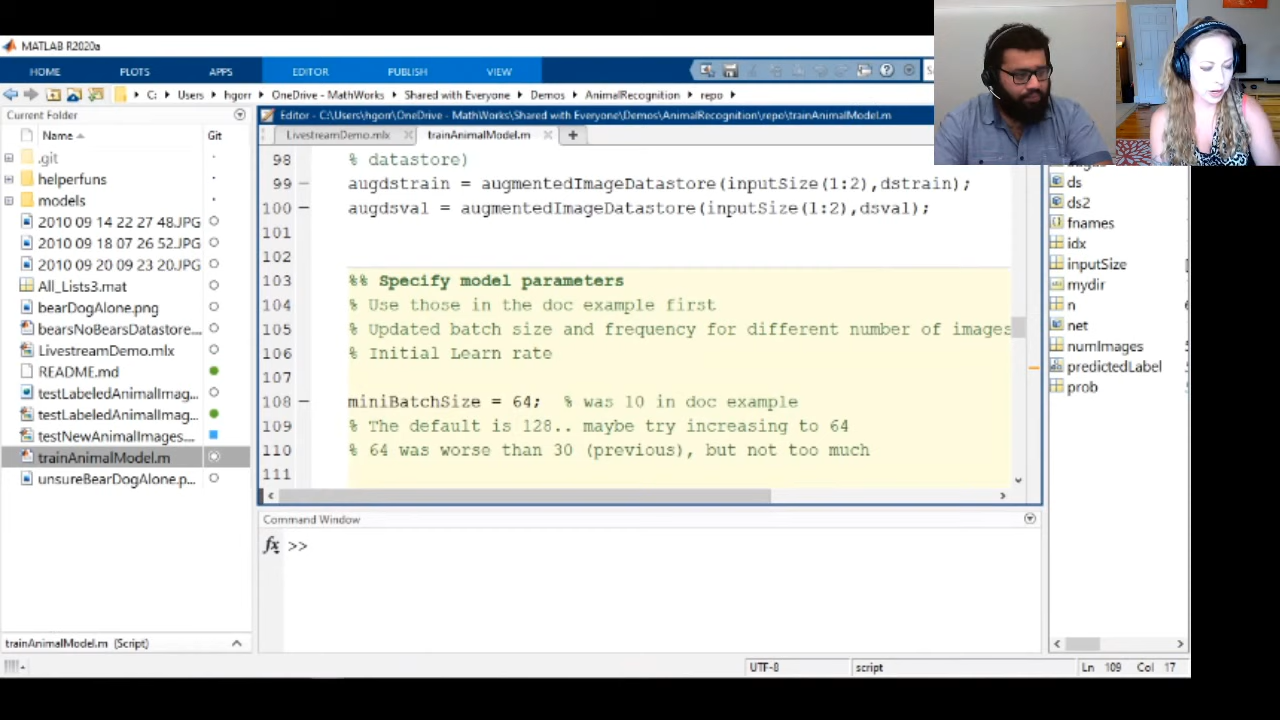 MATLAB R2020a
HOME PLOTS APPS EDITOR PUBLISH VIEW
C: Users hgorr OneDrive - MathWorks Shared with Everyone Demos AnimalRecognition repo
Current Folder
Editor - C:\Users\hgorr\OneDrive - MathWorks\Shared with Everyone\Demos\AnimalRecognition\repo\trainAnimalModel.m
Name Git
LivestreamDemo.mlx trainAnimalModel.m
.git
helperfuns
models
2010 09 14 22 27 48.JPG
2010 09 18 07 26 52.JPG
2010 09 20 09 23 20.JPG
All_Lists3.mat
bearDogAlone.png
bearsNoBearsDatastore...
LivestreamDemo.mlx
README.md
testLabeledAnimalImag...
testLabeledAnimalImag...
testNewAnimalImages....
trainAnimalModel.m
unsureBearDogAlone.p...
98 % datastore)
99 augdstrain = augmentedImageDatastore(inputSize(1:2),dstrain);
100 augdsval = augmentedImageDatastore(inputSize(1:2),dsval);
101
102
103 %% Specify model parameters
104 % Use those in the doc example first
105 % Updated batch size and frequency for different number of images
106 % Initial Learn rate
107
108 miniBatchSize = 64; % was 10 in doc example
109 % The default is 128.. maybe try increasing to 64
110 % 64 was worse than 30 (previous), but not too much
111
ds
ds2
fnames
idx
inputSize
mydir
n
net
numImages
predictedLabel
prob
Command Window
fx >>
trainAnimalModel.m (Script)
UTF-8 script Ln 109 Col 17